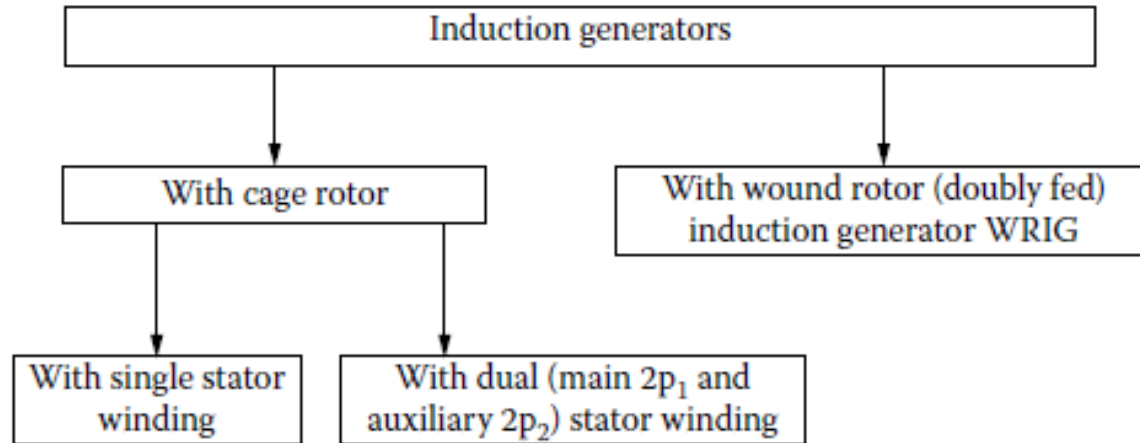 Induction generators
With cage rotor
With wound rotor (doubly fed)
induction generator WRIG
With single stator
winding
With dual (main 2p₁ and
auxiliary 2p₂) stator winding